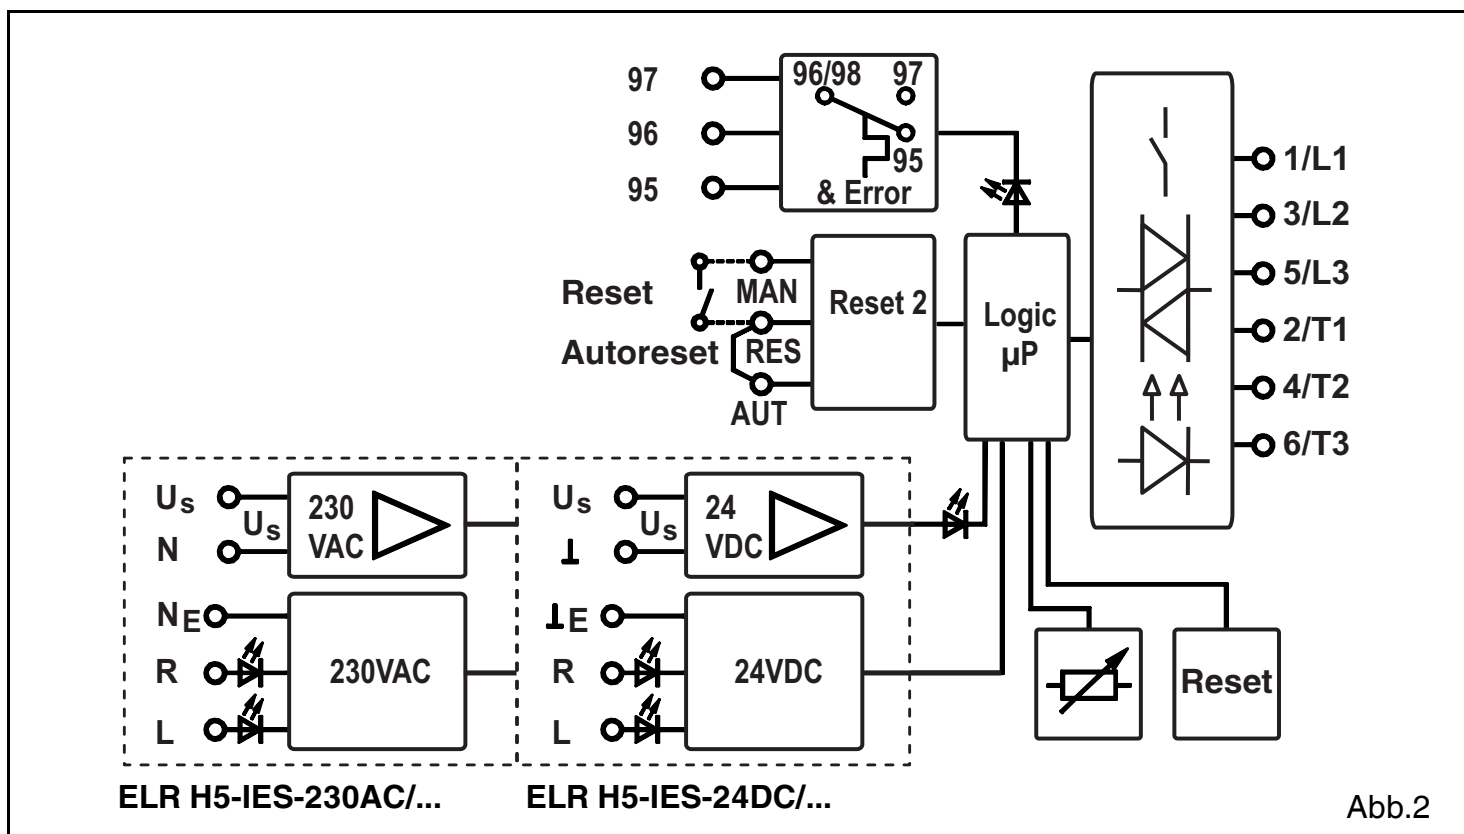 97
96
95
96/98 97
95
& Error
1/L1
3/L2
5/L3
2/T1
4/T2
6/T3
Reset
Autoreset
MAN
RES
AUT
Reset 2
Logic
µP
Us
N
Us
230
VAC
NE
R
L
230VAC
Us
⊥
Us
24
VDC
⊥E
R
L
24VDC
Reset
ELR H5-IES-230AC/...
ELR H5-IES-24DC/...
Abb.2